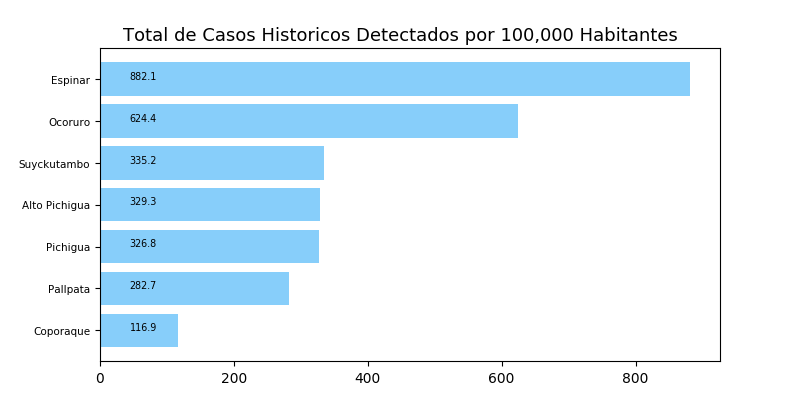 Total de Casos Historicos Detectados por 100,000 Habitantes
Espinar 882.1
Ocoruro 624.4
Suyckutambo 335.2
Alto Pichigua 329.3
Pichigua 326.8
Pallpata 282.7
Coporaque 116.9
0 200 400 600 800